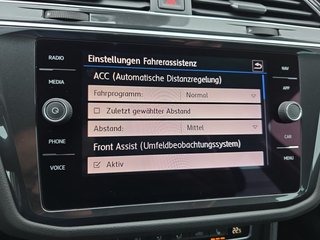 RADIO
MEDIA
PHONE
VOICE
Einstellungen Fahrerassistenz
ACC (Automatische Distanzregelung)
Fahrprogramm: Normal
Zuletzt gewählter Abstand
Abstand: Mittel
Front Assist (Umfeldbeobachtungssystem)
Aktiv
NAV
APP
CAR
MENU